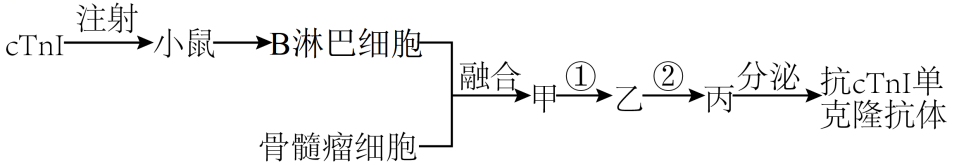 cTnI 注射 小鼠 B淋巴细胞
骨髓瘤细胞
融合 甲 ① 乙 ② 丙 分泌 抗cTnI单
克隆抗体